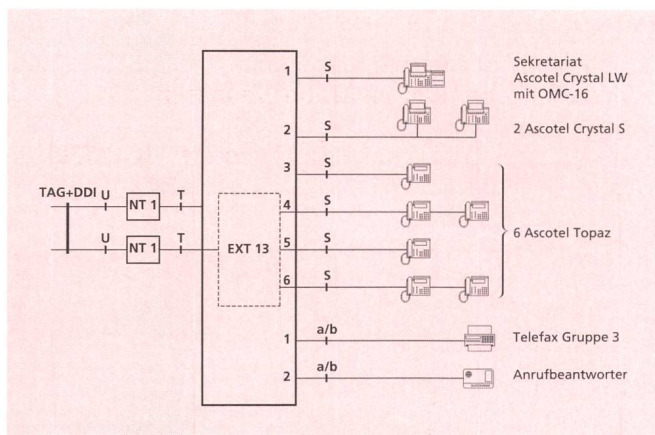 1 S Sekretariat
Ascotel Crystal LW
mit OMC-16
2 S 2 Ascotel Crystal S
3 S
TAG+DDI U NT 1 T
4 S
6 Ascotel Topaz
U NT 1 T EXT 13 5 S
6 S
1 a/b Telefax Gruppe 3
2 a/b Anrufbeantworter